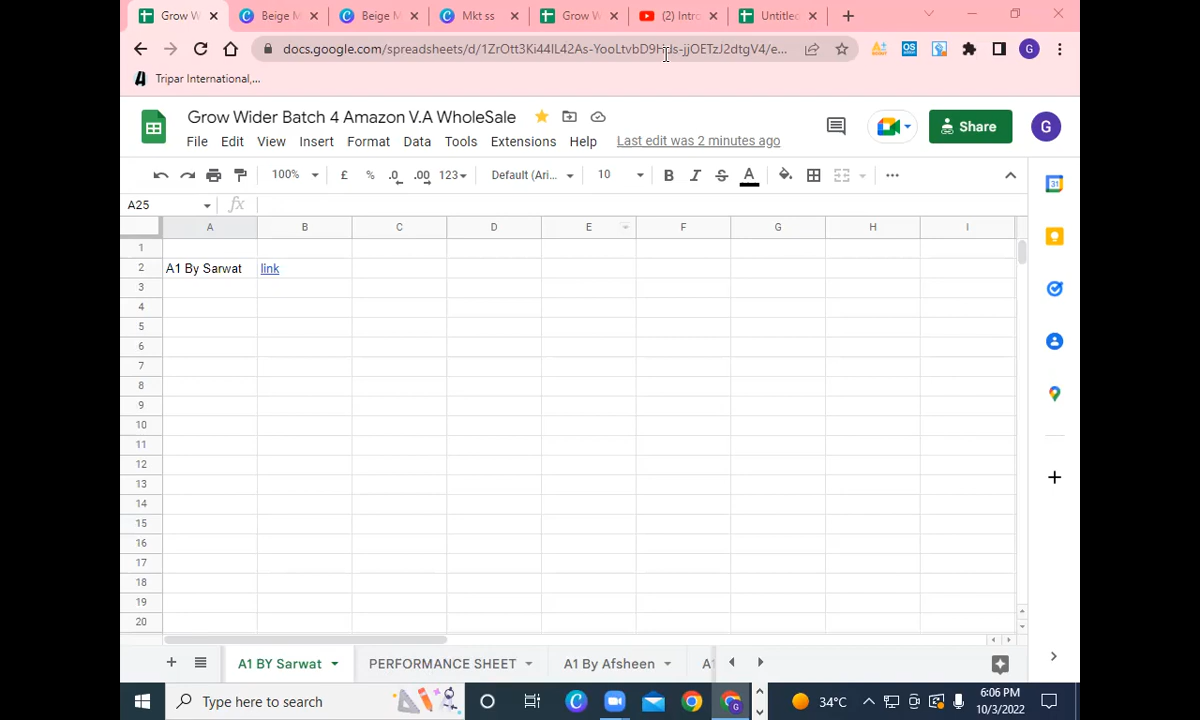 Grow W
Beige M
Beige M
Mkt ss
Grow W
(2) Intro
Untitled
docs.google.com/spreadsheets/d/1ZrOtt3Ki44lL42As-YooLtvbD9H
s-jjOETzJ2dtgV4/e...
OS
G
Tripar International,...
Grow Wider Batch 4 Amazon V.A WholeSale
File Edit View Insert Format Data Tools Extensions Help Last edit was 2 minutes ago
Share
G
100% £ % .0 .00 123 Default (Ari... 10 B I S A
A25
fx
31
A B C D E F G H I
1
2 A1 By Sarwat link
3
4
5
6
7
8
9
10
11
12
13
14
15
16
17
18
19
20
A1 BY Sarwat PERFORMANCE SHEET A1 By Afsheen A
Type here to search
G
34°C
6:06 PM
10/3/2022